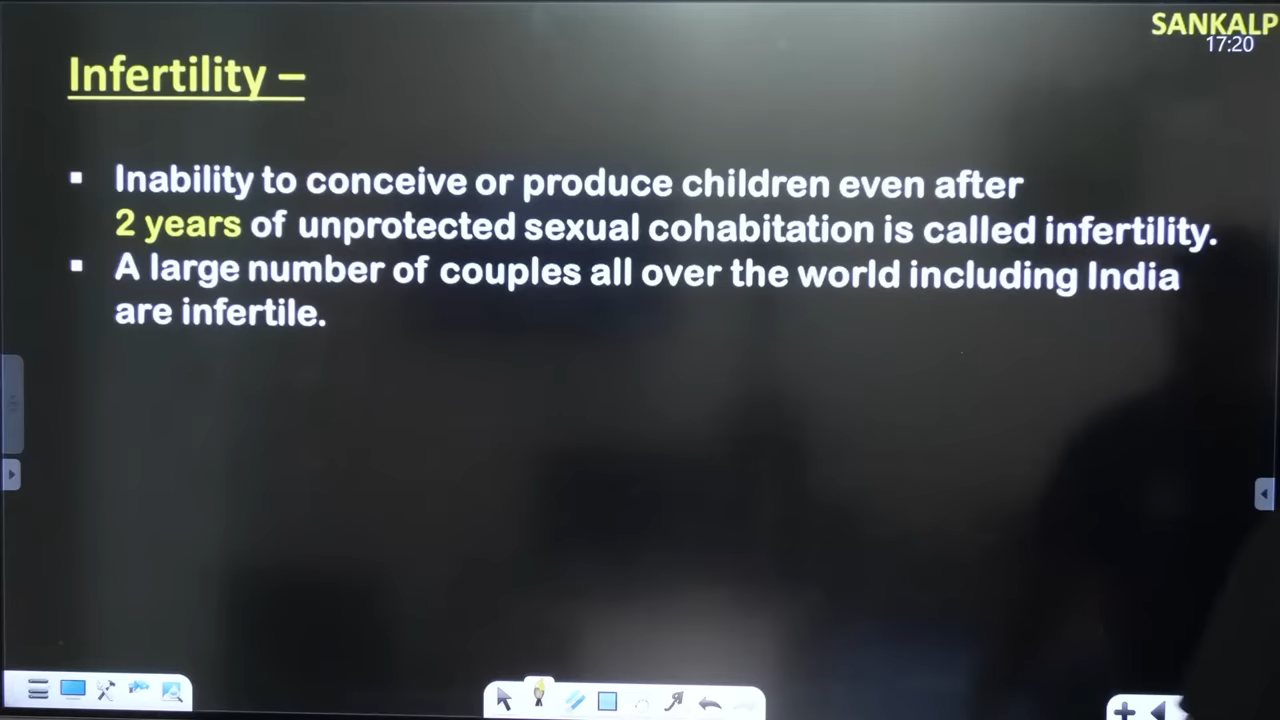 SANKALP
17:20
Infertility –
▪ Inability to conceive or produce children even after
2 years of unprotected sexual cohabitation is called infertility.
▪ A large number of couples all over the world including India
are infertile.